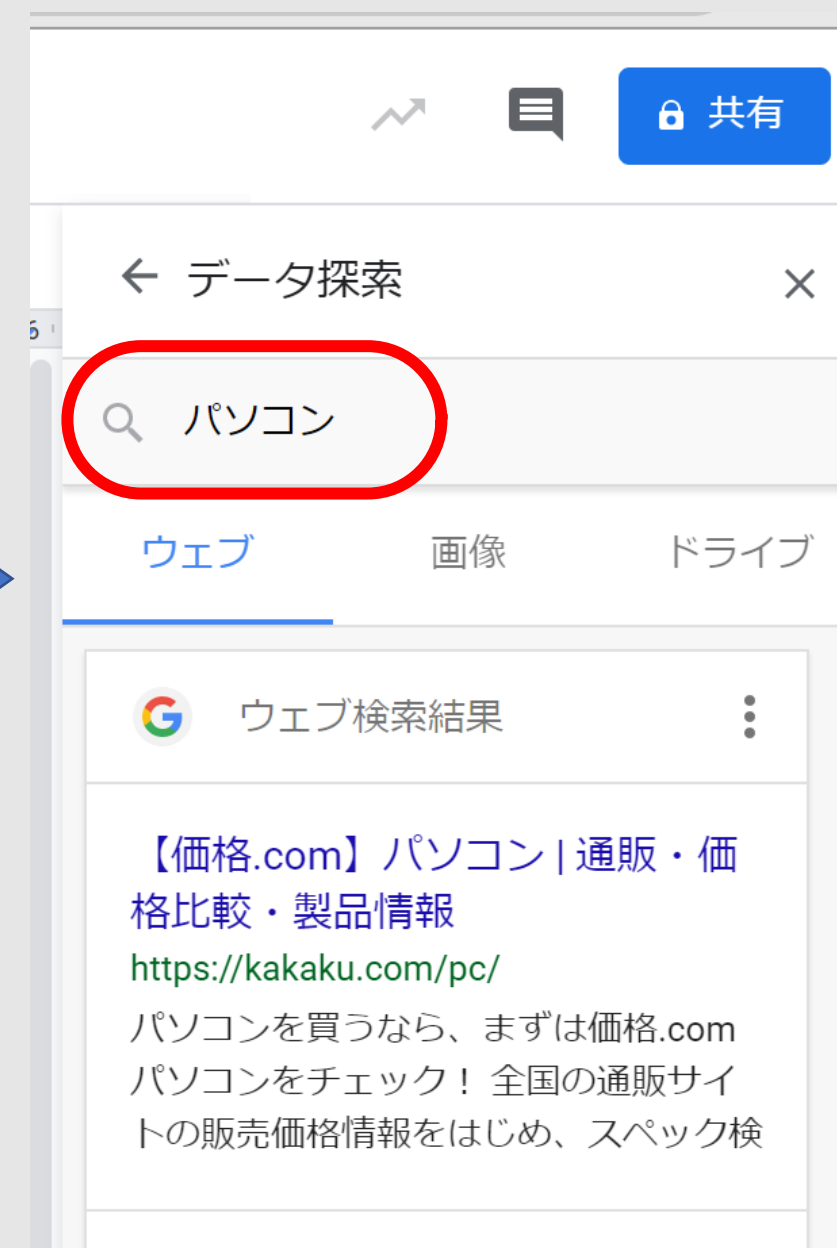 共有
データ探索
6
パソコン
ウェブ 画像 ドライブ
ウェブ検索結果
【価格.com】パソコン | 通販・価
格比較・製品情報
https://kakaku.com/pc/
パソコンを買うなら、まずは価格.com
パソコンをチェック！ 全国の通販サイ
トの販売価格情報をはじめ、スペック検